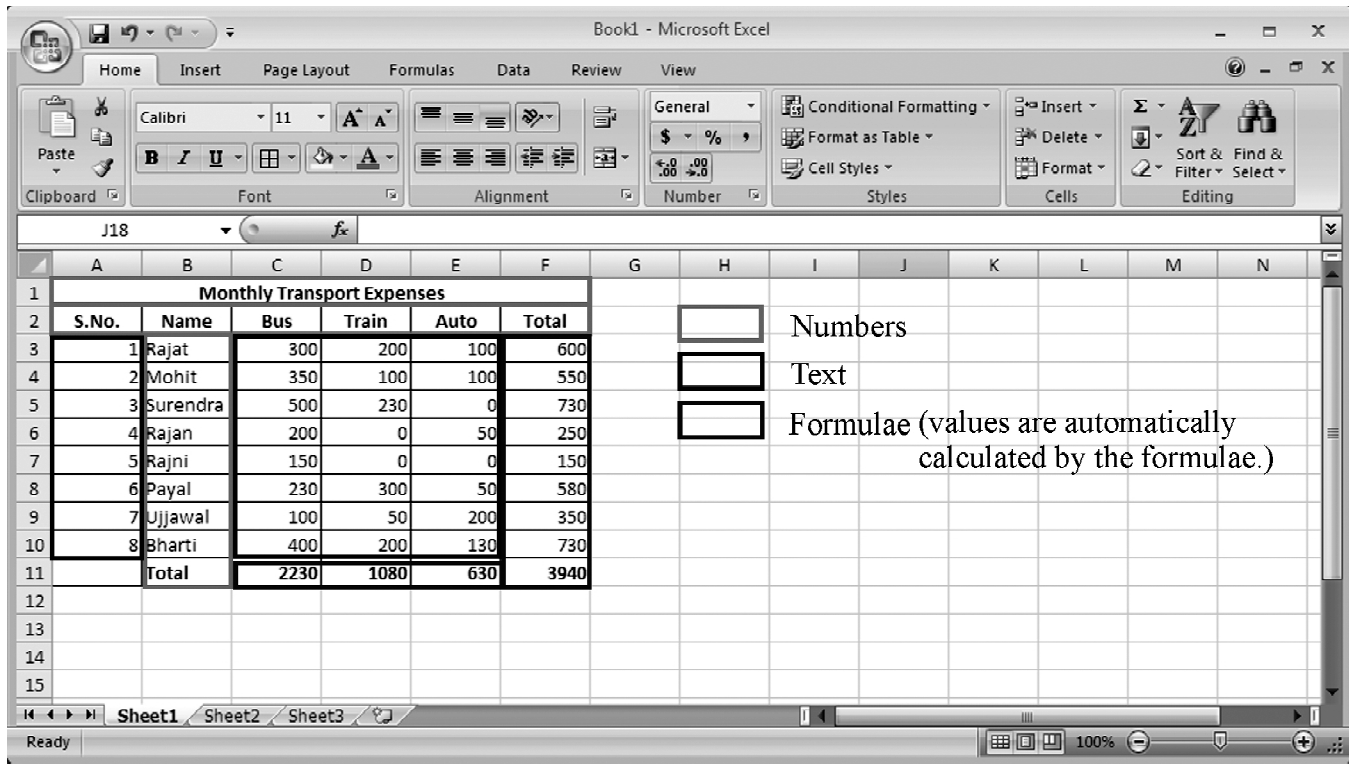 Book1 - Microsoft Excel
Home Insert Page Layout Formulas Data Review View
Paste
Calibri 11 A A
B I U A
General
$ % ,
Conditional Formatting
Format as Table
Cell Styles
Insert
Delete
Format
Σ
Sort & Filter
Find & Select
Clipboard Font Alignment Number Styles Cells Editing
J18 fx
A B C D E F G H I J K L M N
1 Monthly Transport Expenses
2 S.No. Name Bus Train Auto Total
3 1 Rajat 300 200 100 600
4 2 Mohit 350 100 100 550
5 3 Surendra 500 230 0 730
6 4 Rajan 200 0 50 250
7 5 Rajni 150 0 0 150
8 6 Payal 230 300 50 580
9 7 Ujjawal 100 50 200 350
10 8 Bharti 400 200 130 730
11 Total 2230 1080 630 3940
12
13
14
15
Numbers
Text
Formulae (values are automatically
calculated by the formulae.)
Sheet1 Sheet2 Sheet3
Ready 100%